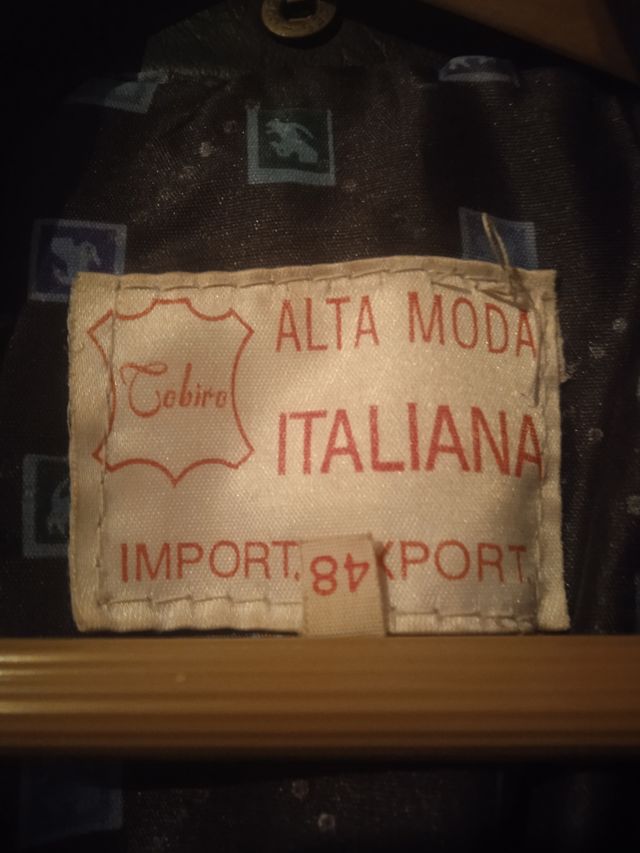 Tobiro
ALTA MODA
ITALIANA
IMPORT. XPORT.
48